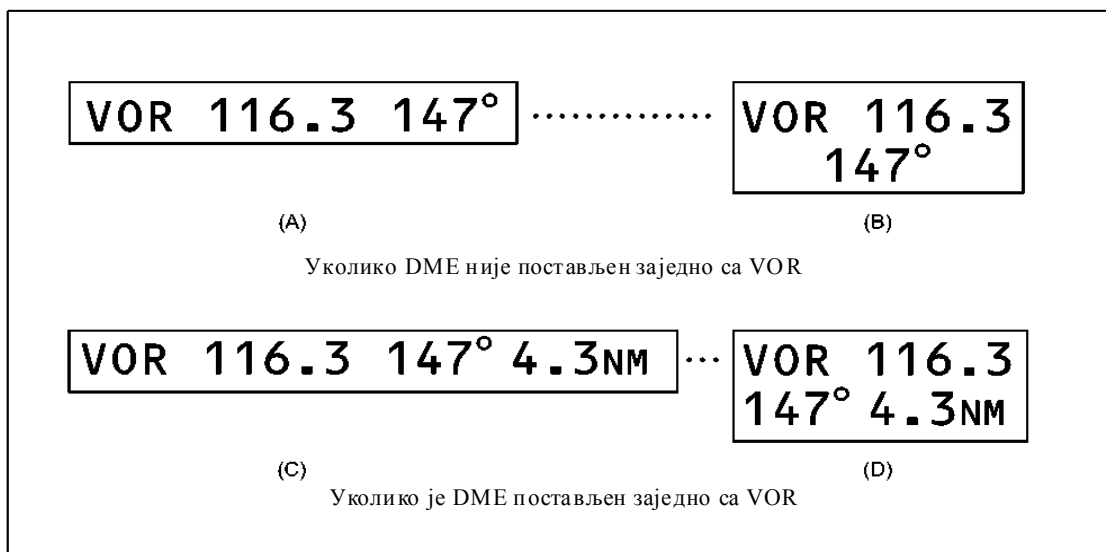 VOR 116.3 147°
VOR 116.3
147°
(A)
(B)
Уколико DME није постављен заједно са VOR
VOR 116.3 147° 4.3NM
VOR 116.3
147° 4.3NM
(C)
(D)
Уколико је DME постављен заједно са VOR